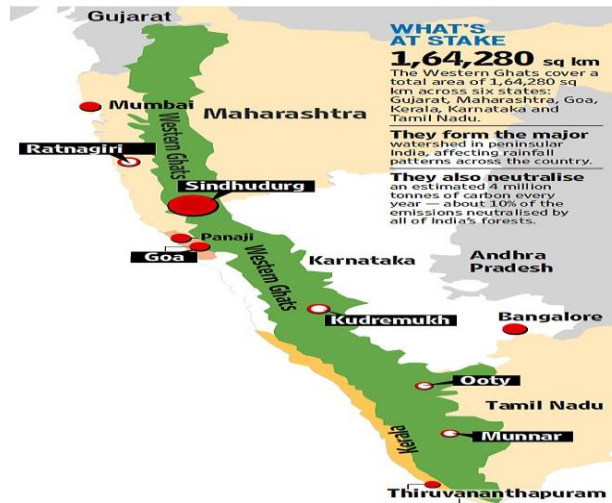 Gujarat
WHAT'S
AT STAKE
1,64,280 sq km
The Western Ghats cover a
total area of 1,64,280 sq
km across six states:
Gujarat, Maharashtra, Goa,
Kerala, Karnataka and
Tamil Nadu.
They form the major
watershed in peninsular
India, affecting rainfall
patterns across the country.
They also neutralise
an estimated 4 million
tonnes of carbon every
year — about 10% of the
emissions neutralised by
all of India's forests.
Mumbai
Maharashtra
Western Ghats
Ratnagiri
Sindhudurg
Panaji
Goa
Western Ghats
Karnataka
Andhra
Pradesh
Kudremukh
Bangalore
Ooty
Tamil Nadu
Munnar
Kerala
Thiruvananthapuram